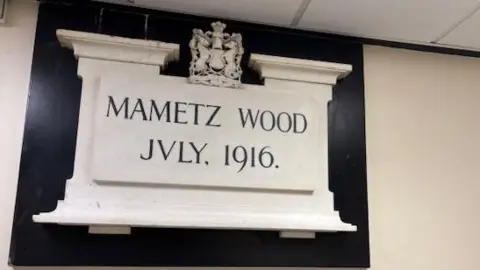 MAMETZ WOOD
JVLY, 1916.